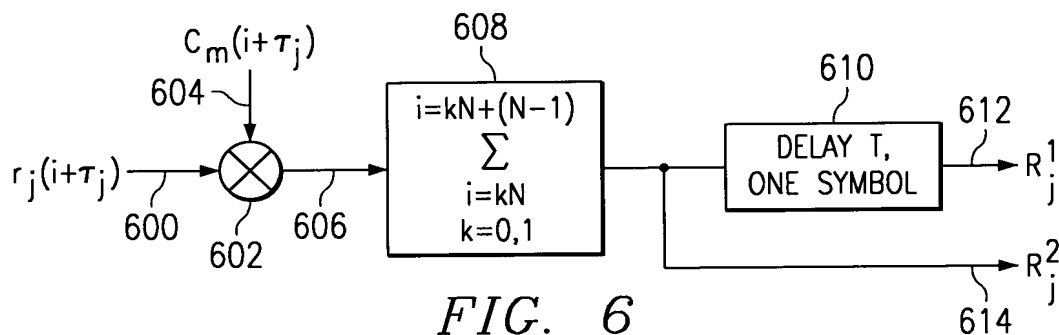 C_m(i+τ_j)
604
r_j(i+τ_j)
600
602
606
608
i=kN+(N-1)
Σ
i=kN
k=0,1
610
DELAY T,
ONE SYMBOL
612
R_j^1
R_j^2
614
FIG. 6